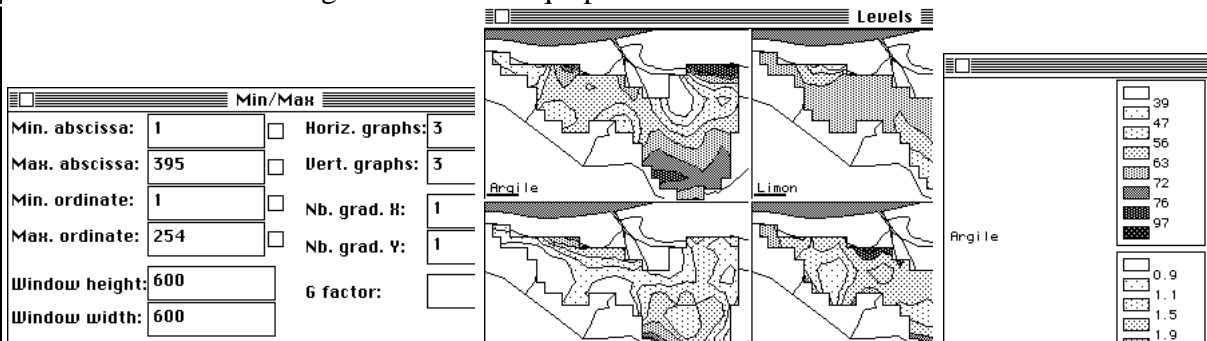 Levels
Min/Max
Min. abscissa: 1
Horiz. graphs: 3
Max. abscissa: 395
Vert. graphs: 3
Min. ordinate: 1
Nb. grad. X: 1
Max. ordinate: 254
Nb. grad. Y: 1
Window height: 600
G factor:
Window width: 600
Argile
Limon
39
47
56
63
72
76
97
Argile
0.9
1.1
1.5
1.9